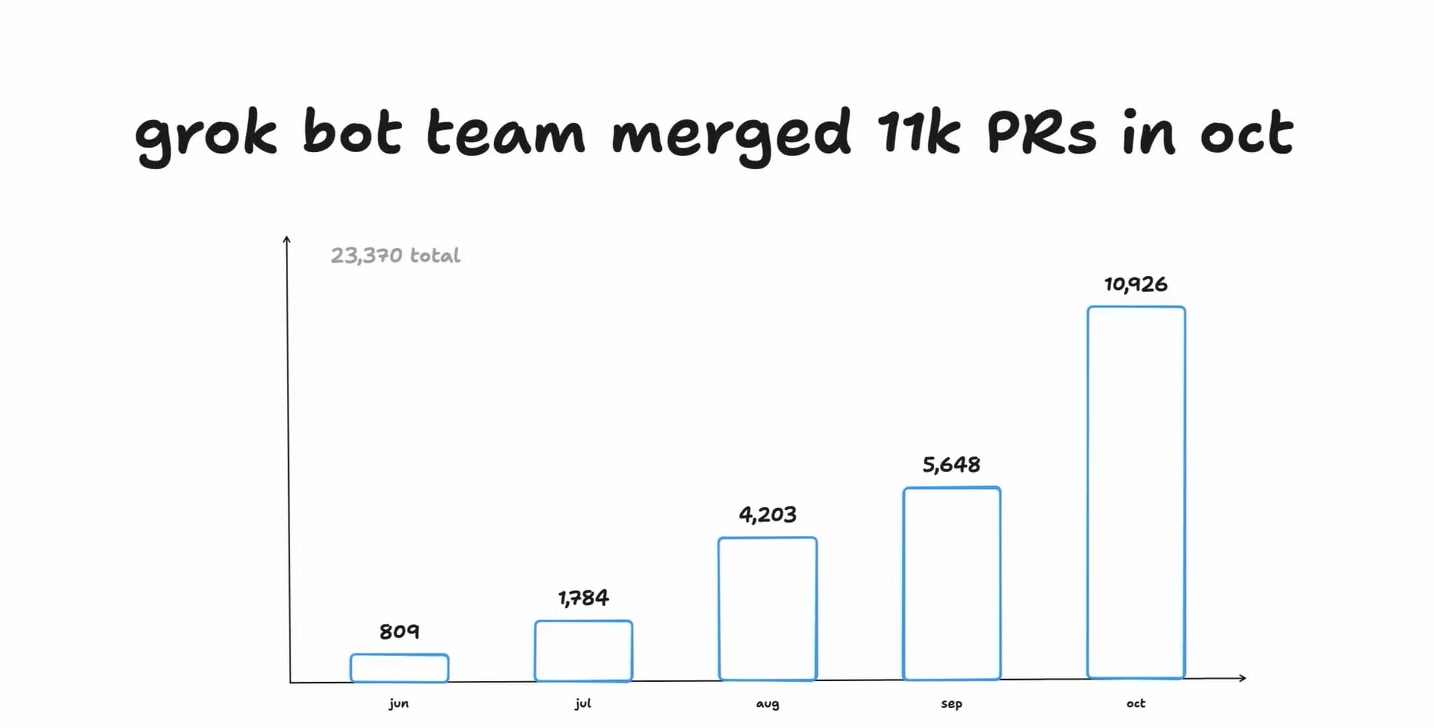 grok bot team merged 11k PRs in oct
23,370 total
10,926
5,648
4,203
1,784
809
jun jul aug sep oct